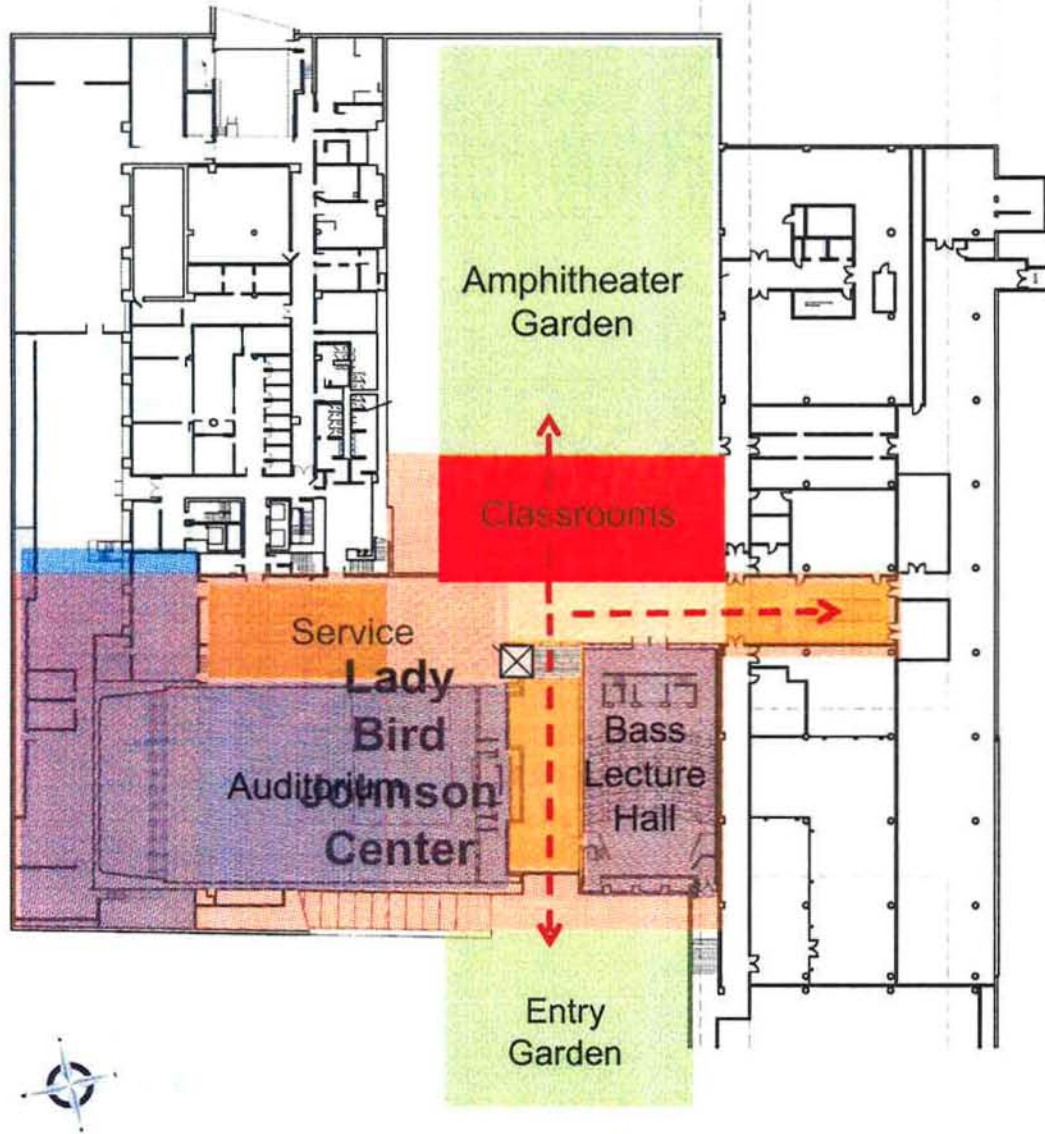 Amphitheater
Garden
Classrooms
Service
Lady
Bird
Auditorium
Johnson
Center
Bass
Lecture
Hall
Entry
Garden